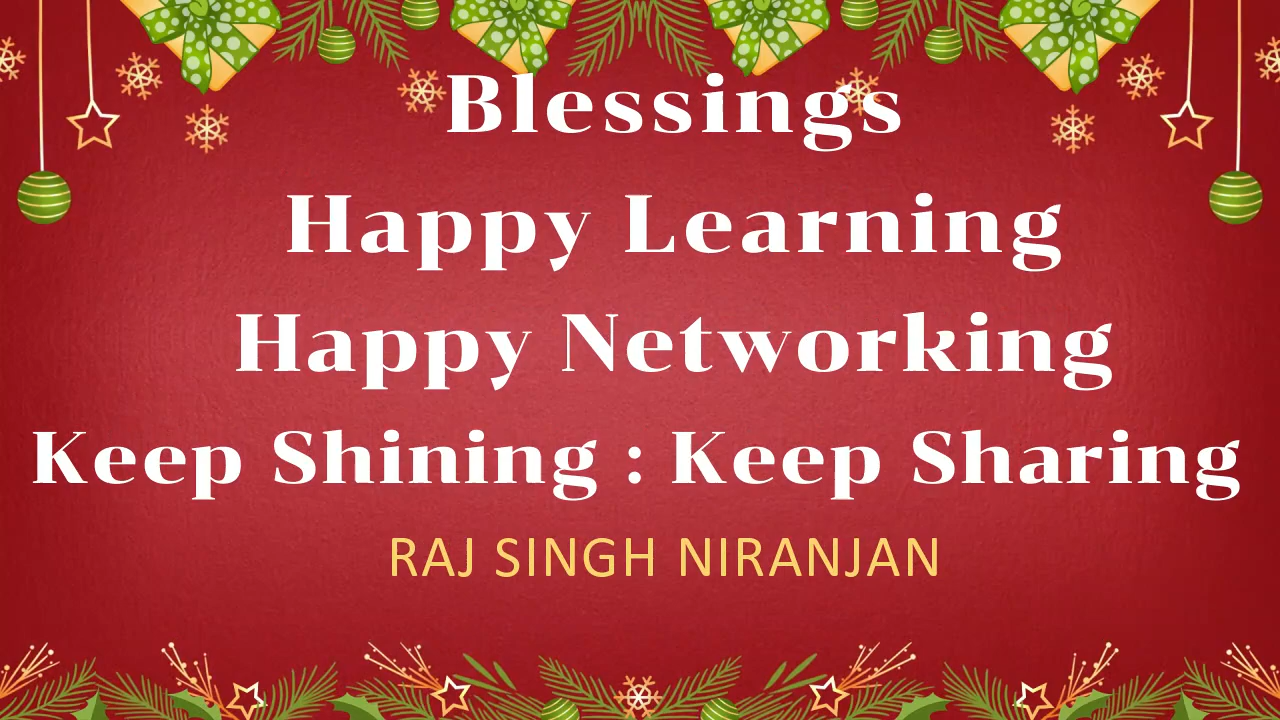 Blessings
Happy Learning
Happy Networking
Keep Shining : Keep Sharing
RAJ SINGH NIRANJAN